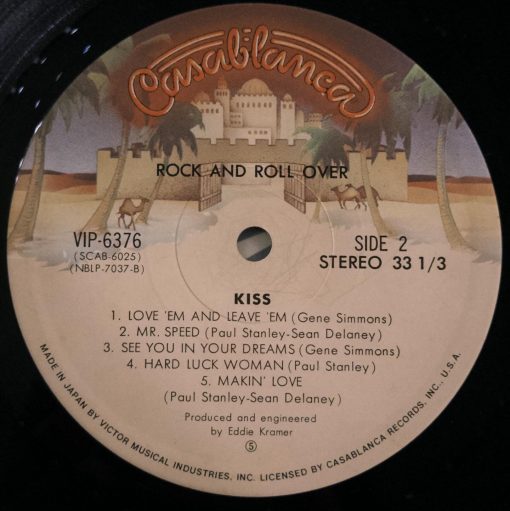 Casablanca
ROCK AND ROLL OVER
VIP-6376
(SCAB-6025)
(NBLP-7037-B)
SIDE 2
STEREO 33 1/3
KISS
1. LOVE 'EM AND LEAVE 'EM (Gene Simmons)
2. MR. SPEED (Paul Stanley-Sean Delaney)
3. SEE YOU IN YOUR DREAMS (Gene Simmons)
4. HARD LUCK WOMAN (Paul Stanley)
5. MAKIN' LOVE
(Paul Stanley-Sean Delaney)
Produced and engineered
by Eddie Kramer
Ⓢ
MADE IN JAPAN BY VICTOR MUSICAL INDUSTRIES, INC. LICENSED BY CASABLANCA RECORDS, INC., U.S.A.